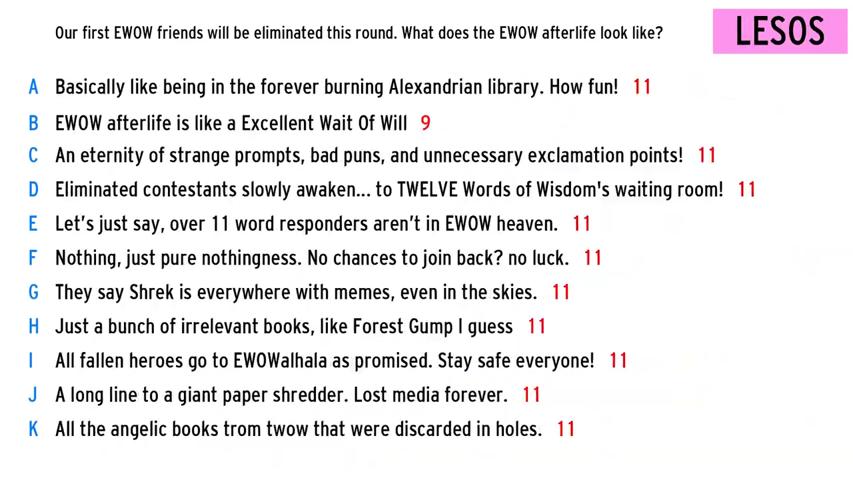 Our first EWOW friends will be eliminated this round. What does the EWOW afterlife look like?
LESOS
A Basically like being in the forever burning Alexandrian library. How fun! 11
B EWOW afterlife is like a Excellent Wait Of Will 9
C An eternity of strange prompts, bad puns, and unnecessary exclamation points! 11
D Eliminated contestants slowly awaken... to TWELVE Words of Wisdom's waiting room! 11
E Let's just say, over 11 word responders aren't in EWOW heaven. 11
F Nothing, just pure nothingness. No chances to join back? no luck. 11
G They say Shrek is everywhere with memes, even in the skies. 11
H Just a bunch of irrelevant books, like Forest Gump I guess 11
I All fallen heroes go to EWOWalhala as promised. Stay safe everyone! 11
J A long line to a giant paper shredder. Lost media forever. 11
K All the angelic books trom twow that were discarded in holes. 11